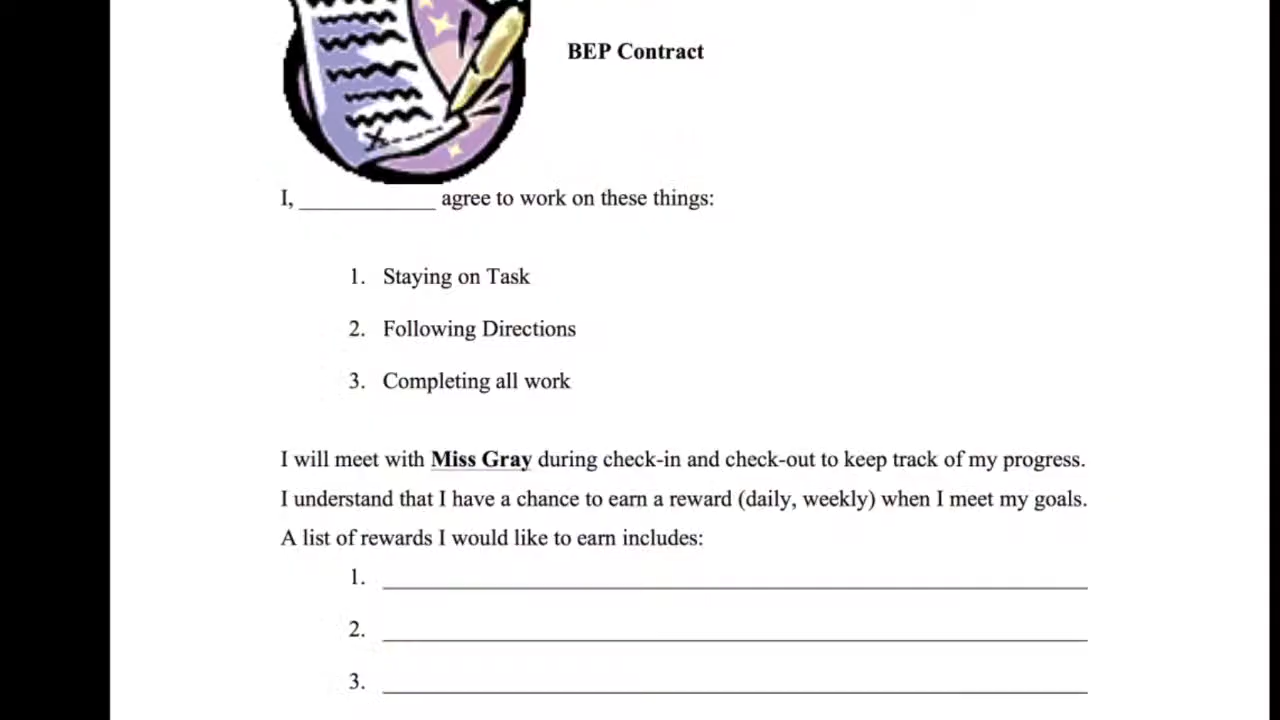 BEP Contract
I, ____________ agree to work on these things:
1. Staying on Task
2. Following Directions
3. Completing all work
I will meet with Miss Gray during check-in and check-out to keep track of my progress.
I understand that I have a chance to earn a reward (daily, weekly) when I meet my goals.
A list of rewards I would like to earn includes:
1. ____________
2. ____________
3. ____________